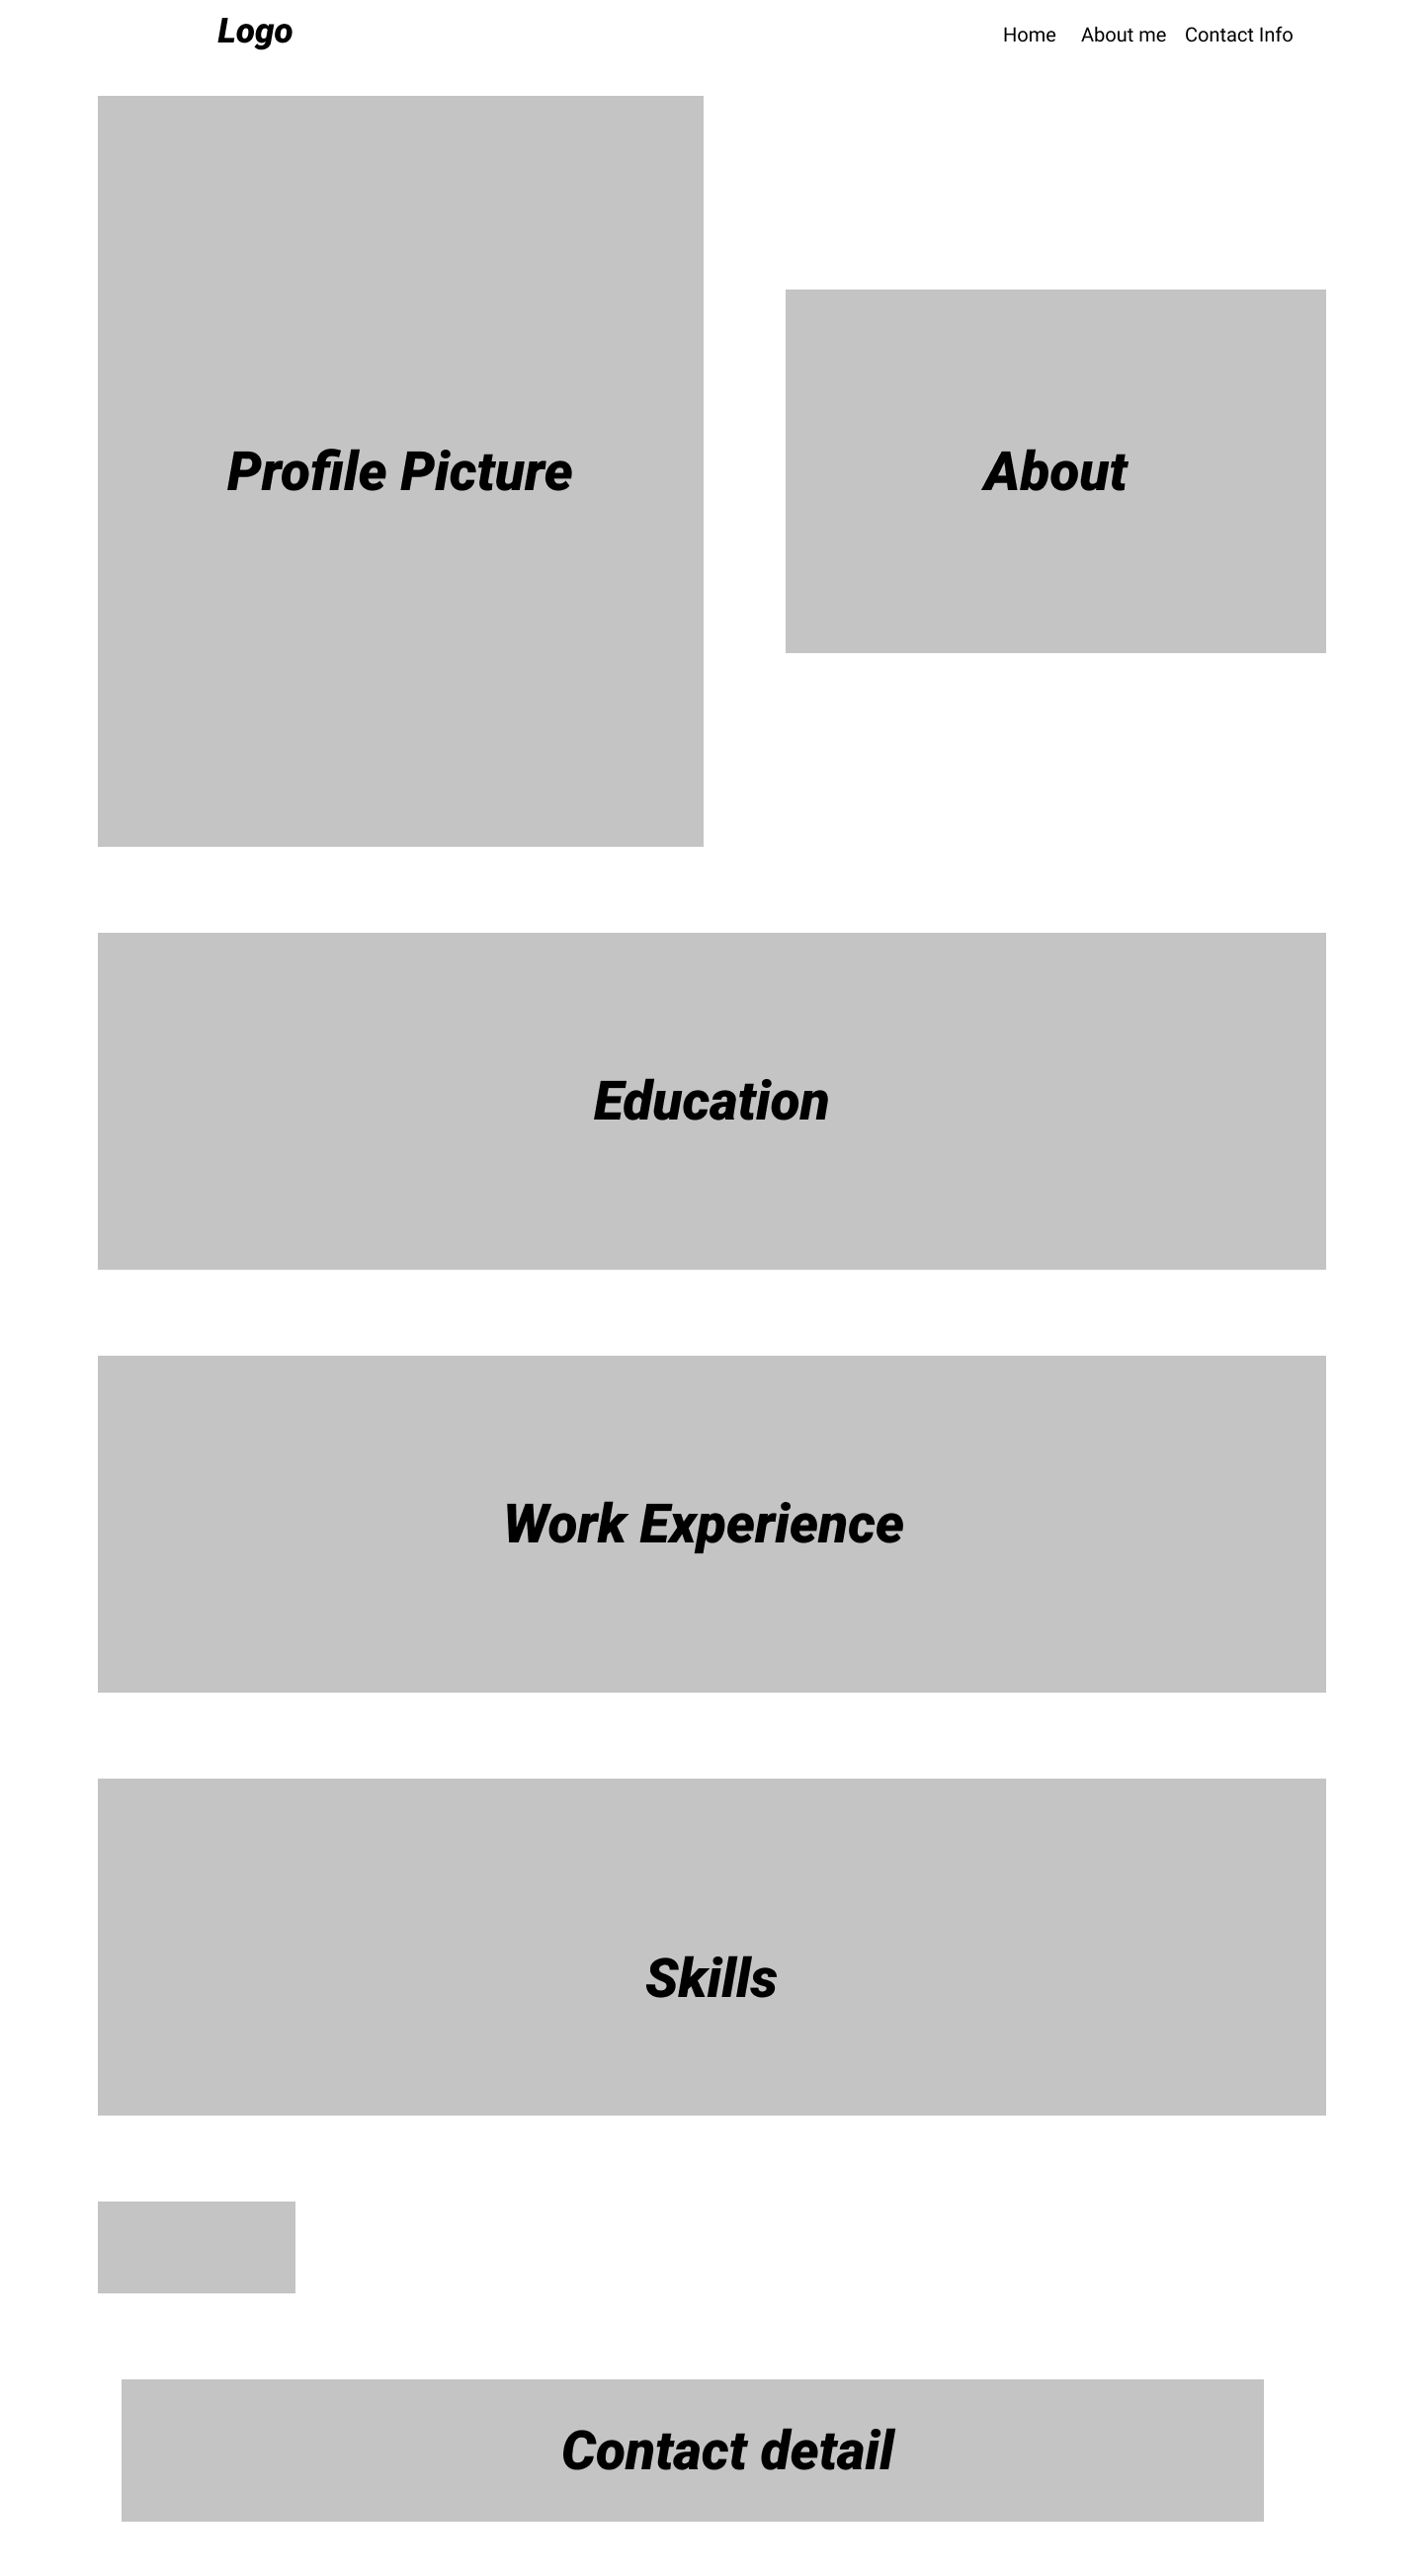 Logo
Home About me Contact Info
Profile Picture
About
Education
Work Experience
Skills
Contact detail